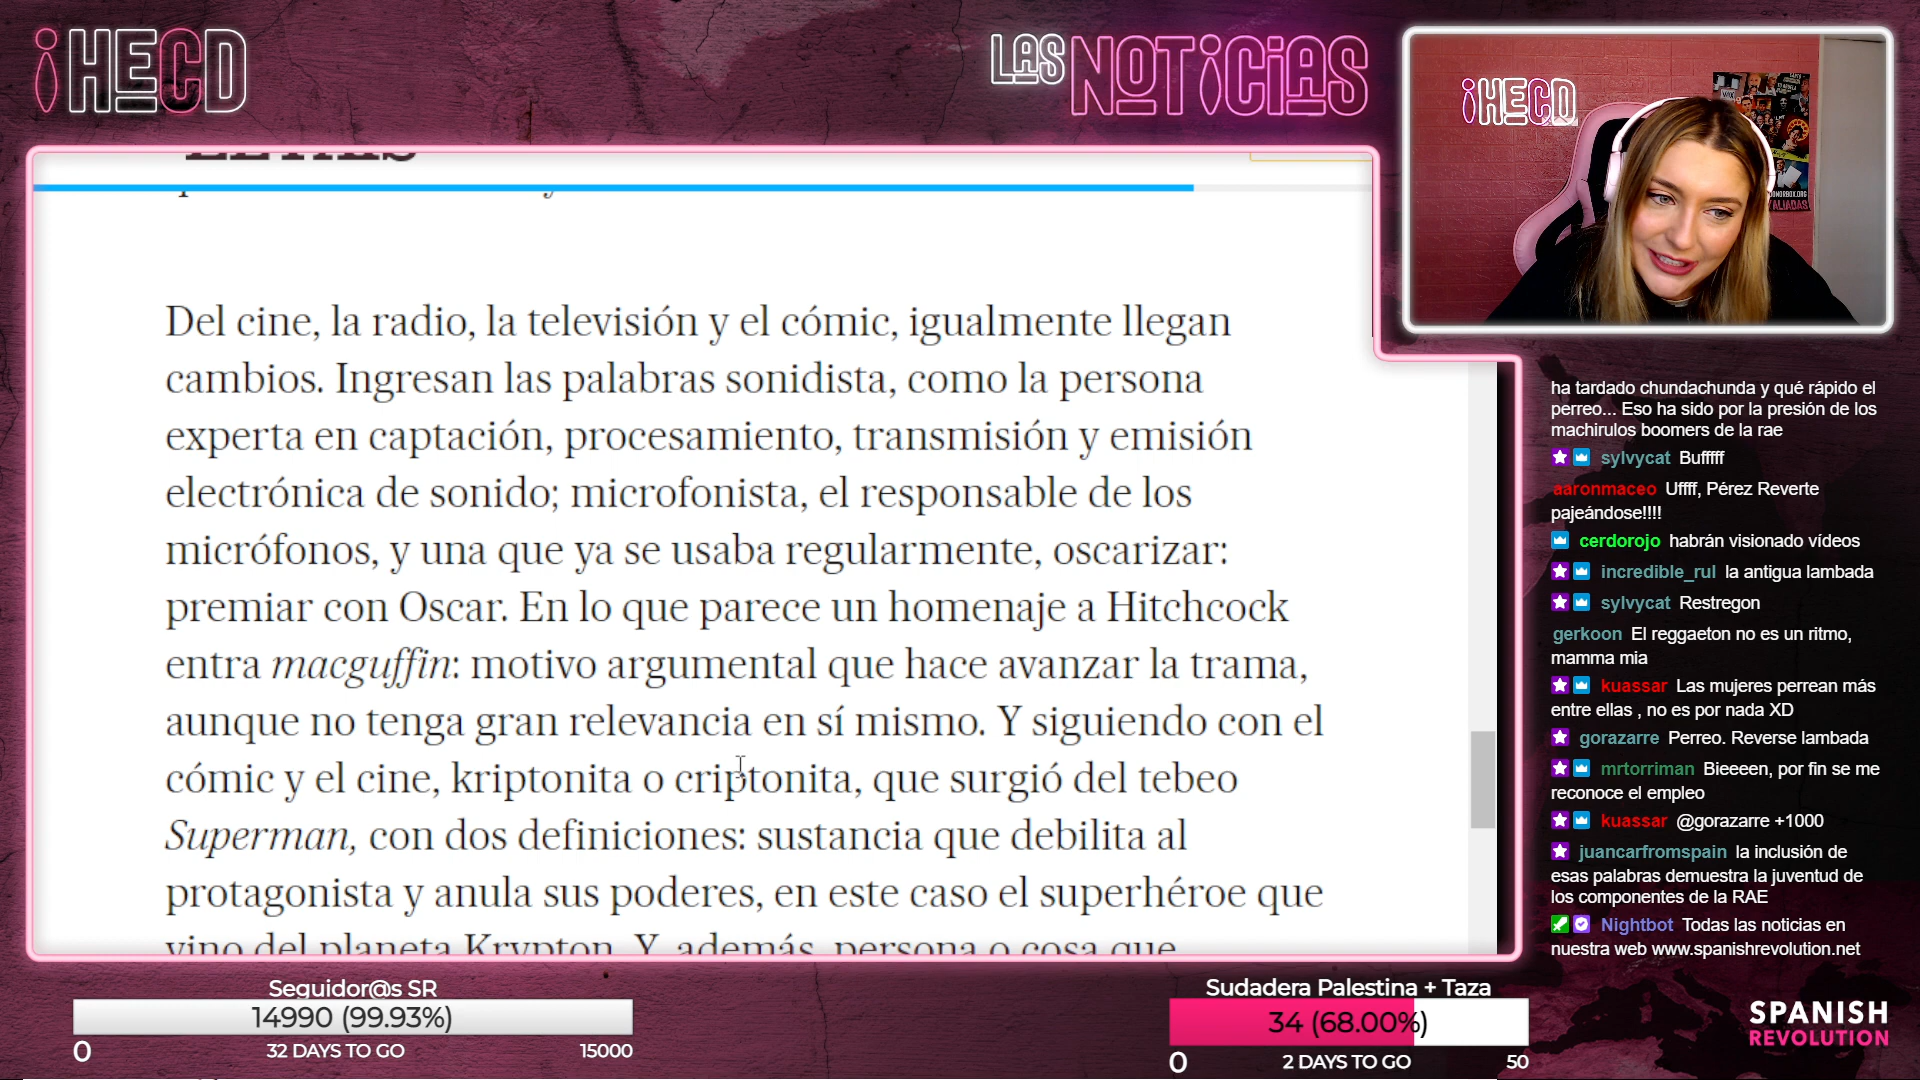 ¡HECD
LAS NOTICIAS
¡HECD
Del cine, la radio, la televisión y el cómic, igualmente llegan
cambios. Ingresan las palabras sonidista, como la persona
experta en captación, procesamiento, transmisión y emisión
electrónica de sonido; microfonista, el responsable de los
micrófonos, y una que ya se usaba regularmente, oscarizar:
premiar con Oscar. En lo que parece un homenaje a Hitchcock
entra macguffin: motivo argumental que hace avanzar la trama,
aunque no tenga gran relevancia en sí mismo. Y siguiendo con el
cómic y el cine, kriptonita o criptonita, que surgió del tebeo
Superman, con dos definiciones: sustancia que debilita al
protagonista y anula sus poderes, en este caso el superhéroe que
vino del planeta Krypton. Y, además, persona o cosa que
ha tardado chundachunda y qué rápido el
perreo... Eso ha sido por la presión de los
machirulos boomers de la rae
sylvycat Buffffff
aaronmaceo Uffff, Pérez Reverte
pajeándose!!!!
cerdorojo habrán visionado vídeos
incredible_rul la antigua lambada
sylvycat Restregon
gerkoon El reggaeton no es un ritmo,
mamma mia
kuassar Las mujeres perrean más
entre ellas , no es por nada XD
gorazarre Perreo. Reverse lambada
mrtorriman Bieeeen, por fin se me
reconoce el empleo
kuassar @gorazarre +1000
juancarfromspain la inclusión de
esas palabras demuestra la juventud de
los componentes de la RAE
Nightbot Todas las noticias en
nuestra web www.spanishrevolution.net
Seguidor@s SR
14990 (99.93%)
0 32 DAYS TO GO 15000
Sudadera Palestina + Taza
34 (68.00%)
0 2 DAYS TO GO 50
SPANISH
REVOLUTION